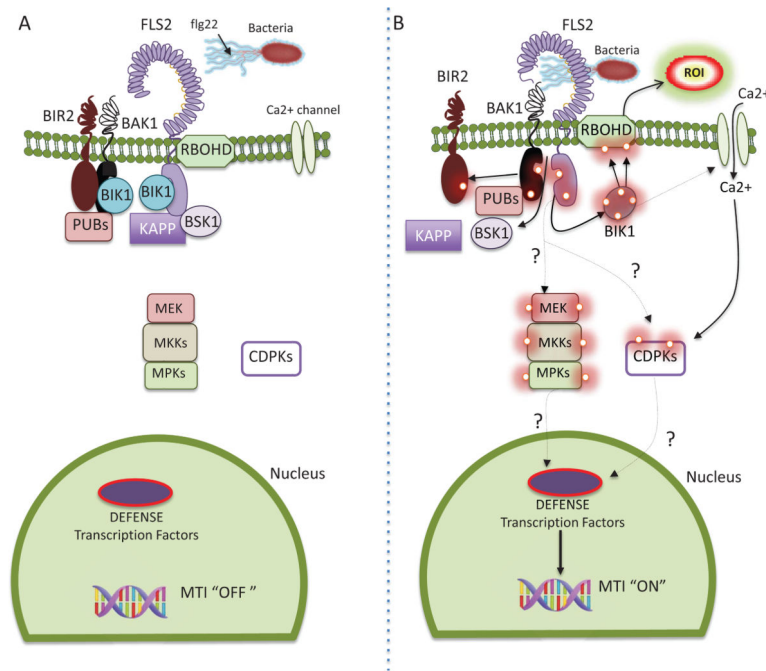 A
FLS2
flg22
Bacteria
BIR2
BAK1
Ca2+ channel
RBOHD
BIK1
BIK1
PUBs
KAPP
BSK1
MEK
MKKs
MPKs
CDPKs
Nucleus
DEFENSE
Transcription Factors
MTI “OFF ”
B
FLS2
Bacteria
ROI
BIR2
BAK1
Ca2+
RBOHD
Ca2+
PUBs
KAPP
BSK1
BIK1
?
?
MEK
MKKs
MPKs
CDPKs
?
?
Nucleus
DEFENSE
Transcription Factors
MTI “ON”